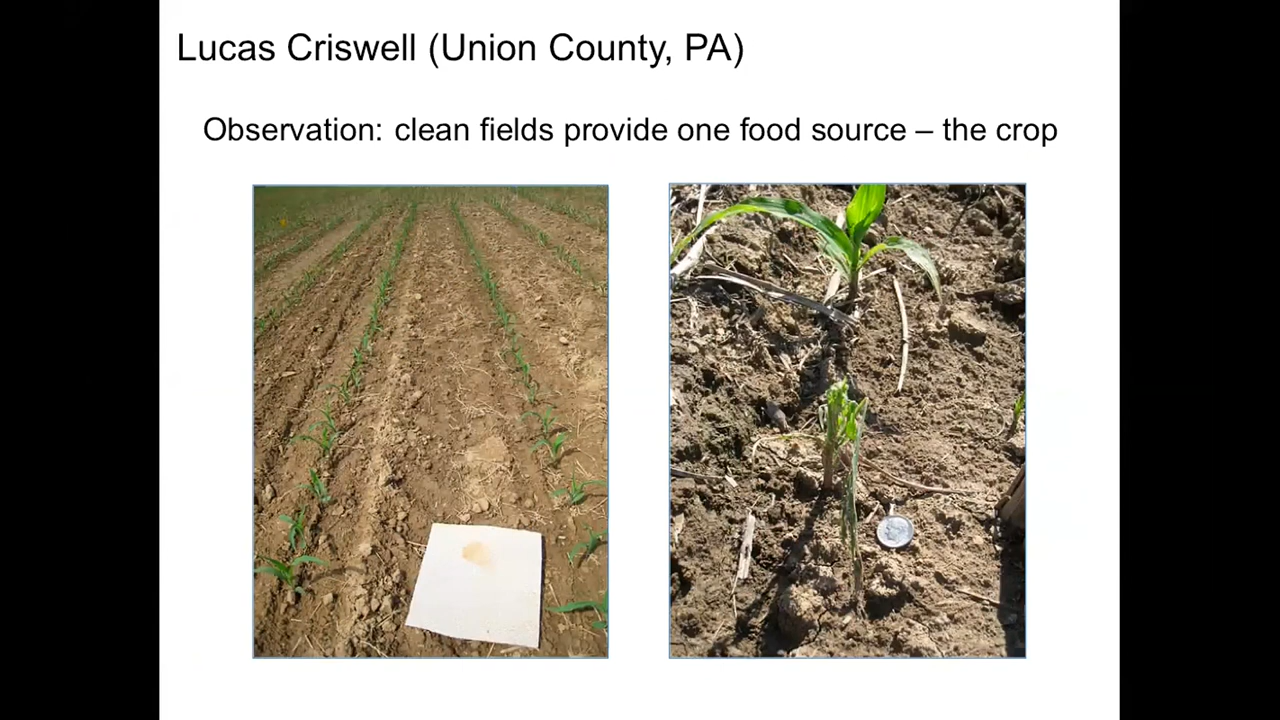 Lucas Criswell (Union County, PA)
Observation: clean fields provide one food source – the crop